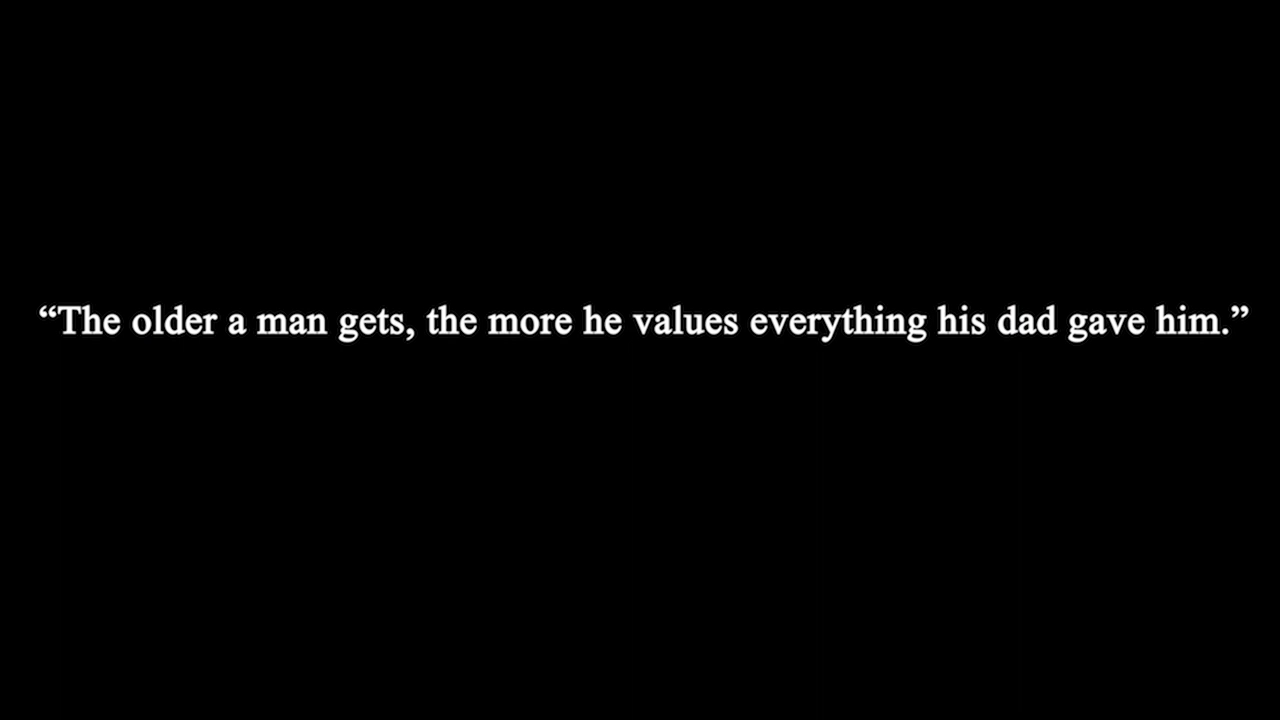 “The older a man gets, the more he values everything his dad gave him.”